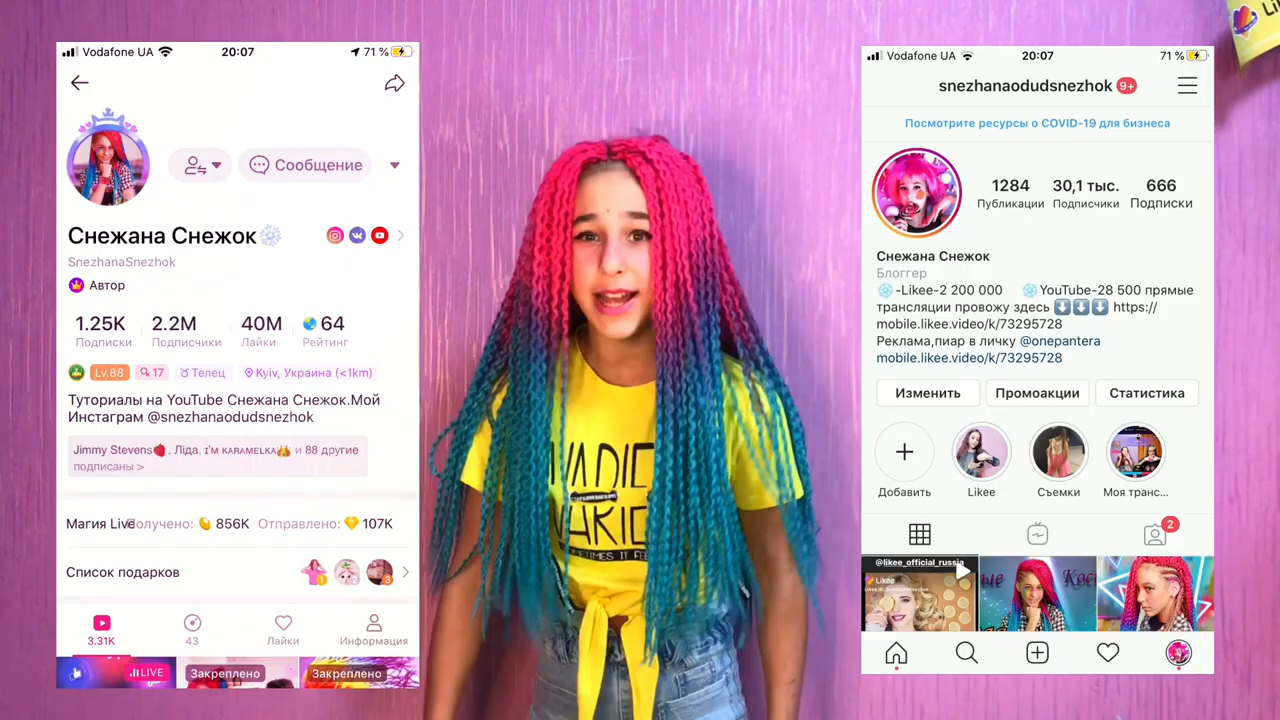 Vodafone UA
20:07
71 %
Сообщение
Снежана Снежок
SnezhanaSnezhok
Автор
1.25K 2.2M 40M 64
Подписки Подписчики Лайки Рейтинг
Lv.88 17 Телец Kyiv, Украина (<1km)
Туториалы на YouTube Снежана Снежок.Мой
Инстаграм @snezhanaodudsnezhok
Jimmy Stevens, Ліда, I'M KARAMELKA и 88 другие
подписаны >
Магия Live Получено: 856K Отправлено: 107K
Список подарков
1
3
3.31K 43 Лайки Информация
LIVE Закреплено Закреплено
SOMETIMES
Vodafone UA
20:07
71 %
snezhanaodudsnezhok 9+
Посмотрите ресурсы о COVID-19 для бизнеса
1284 30,1 тыс. 666
Публикации Подписчики Подписки
Снежана Снежок
Блоггер
-Likee-2 200 000 YouTube-28 500 прямые
трансляции провожу здесь https://
mobile.likee.video/k/73295728
Реклама,пиар в личку @onepantera
mobile.likee.video/k/73295728
Изменить Промоакции Статистика
Добавить Likee Съемки Моя транс...
2
@likee_official_russia
Likee